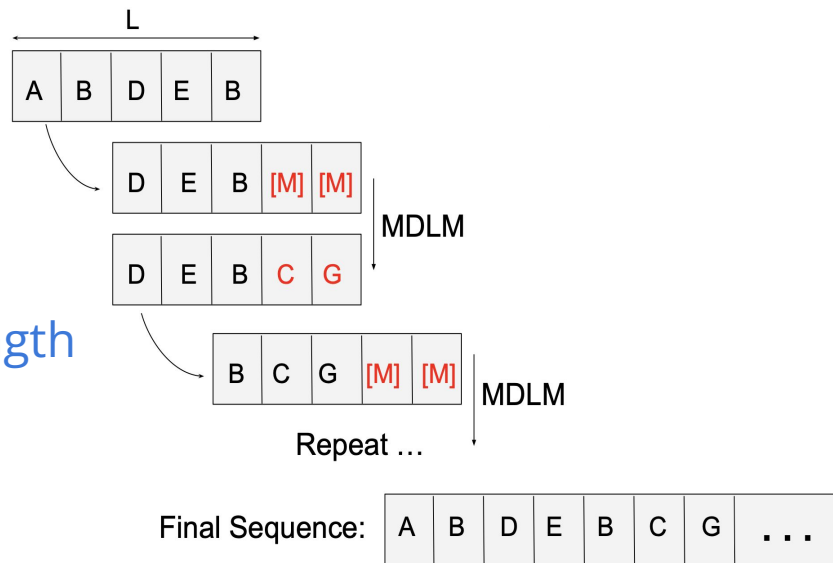 L
A B D E B
D E B [M] [M]
MDLM
D E B C G
gth
B C G [M] [M]
MDLM
Repeat ...
Final Sequence: A B D E B C G ...